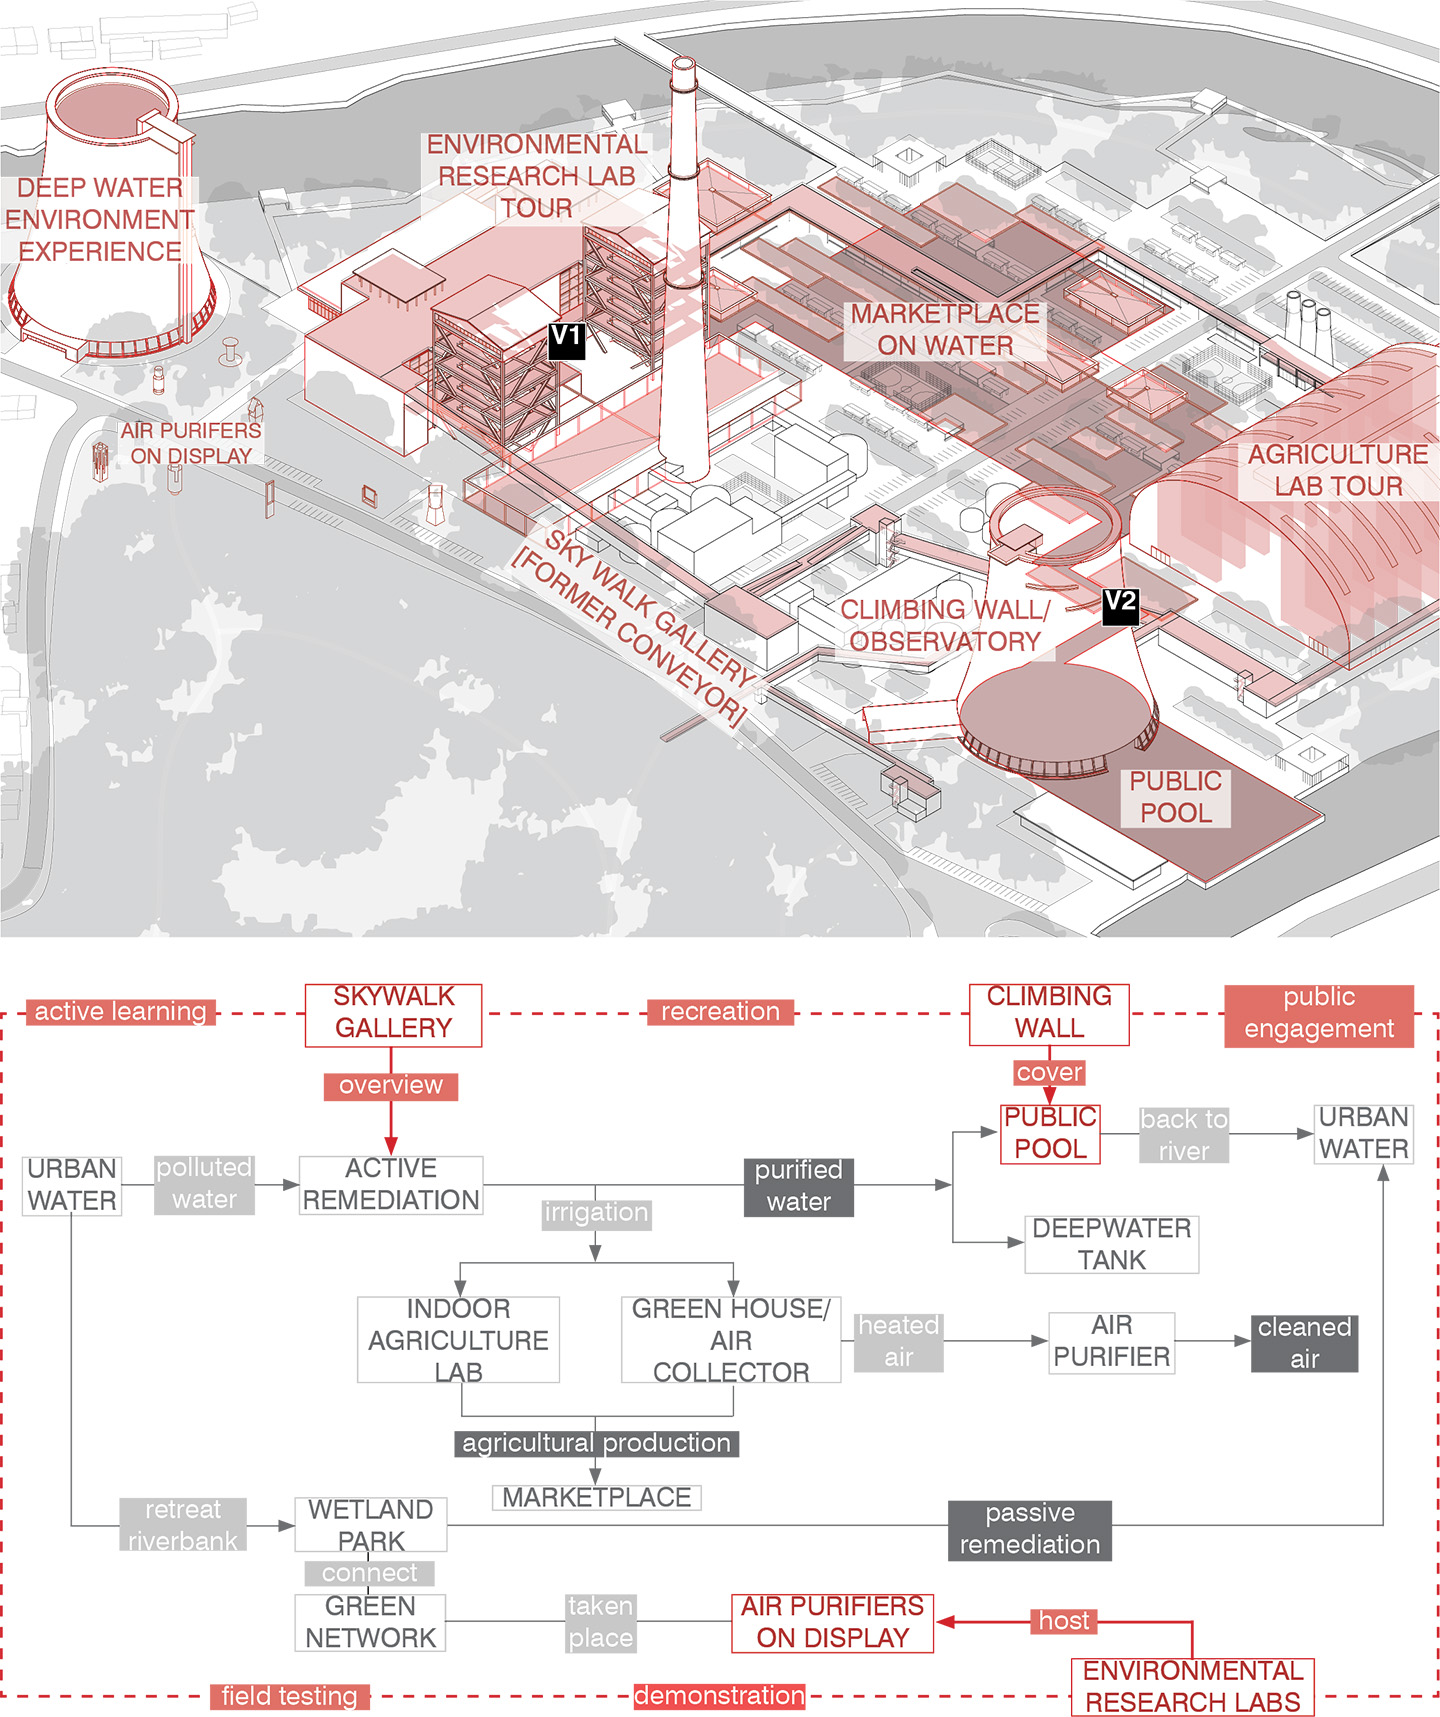 ENVIRONMENTAL
RESEARCH LAB
TOUR
DEEP WATER
ENVIRONMENT
EXPERIENCE
MARKETPLACE
ON WATER
V1
AIR PURIFERS
ON DISPLAY
AGRICULTURE
LAB TOUR
SKY WALK GALLERY
[FORMER CONVEYOR]
CLIMBING WALL/
OBSERVATORY
V2
PUBLIC
POOL
active learning
SKYWALK
GALLERY
recreation
CLIMBING
WALL
public
engagement
overview
cover
URBAN
WATER
polluted
water
ACTIVE
REMEDIATION
purified
water
PUBLIC
POOL
back to
river
URBAN
WATER
irrigation
DEEPWATER
TANK
INDOOR
AGRICULTURE
LAB
GREEN HOUSE/
AIR
COLLECTOR
heated
air
AIR
PURIFIER
cleaned
air
agricultural production
MARKETPLACE
retreat
riverbank
WETLAND
PARK
passive
remediation
connect
GREEN
NETWORK
taken
place
AIR PURIFIERS
ON DISPLAY
host
ENVIRONMENTAL
RESEARCH LABS
field testing
demonstration